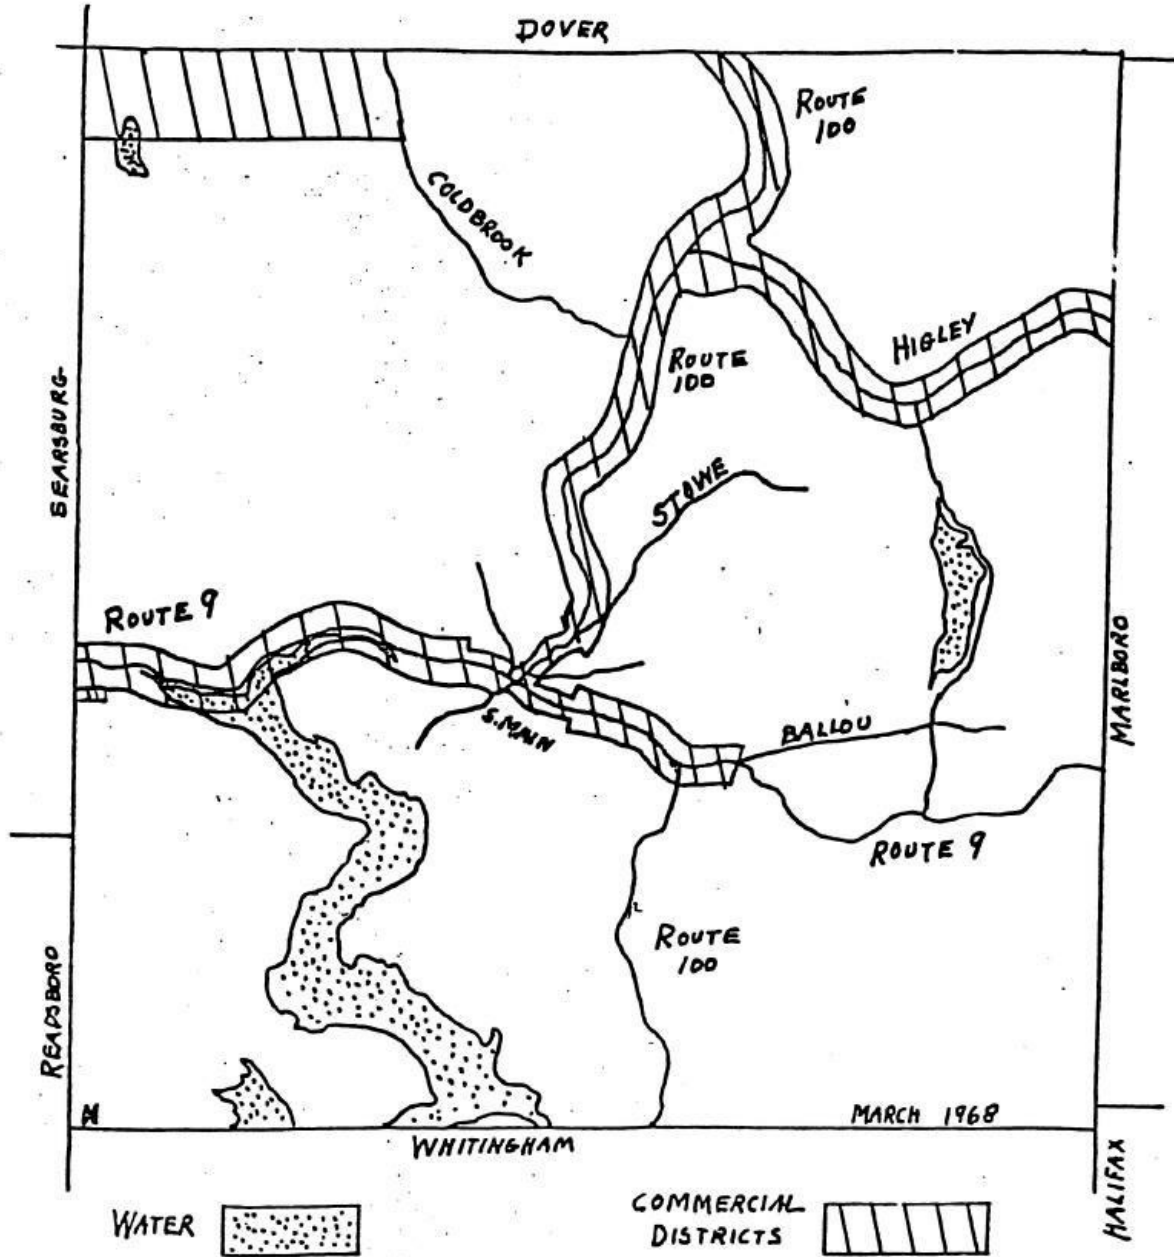 DOVER
ROUTE
100
COLDBROOK
HIGLEY
ROUTE
100
SEARSBURG
STOWE
ROUTE 9
MARLBORO
S. MAIN
BALLOU
ROUTE 9
ROUTE
100
READSBORO
N
MARCH 1968
WHITINGHAM
HALIFAX
WATER
COMMERCIAL
DISTRICTS